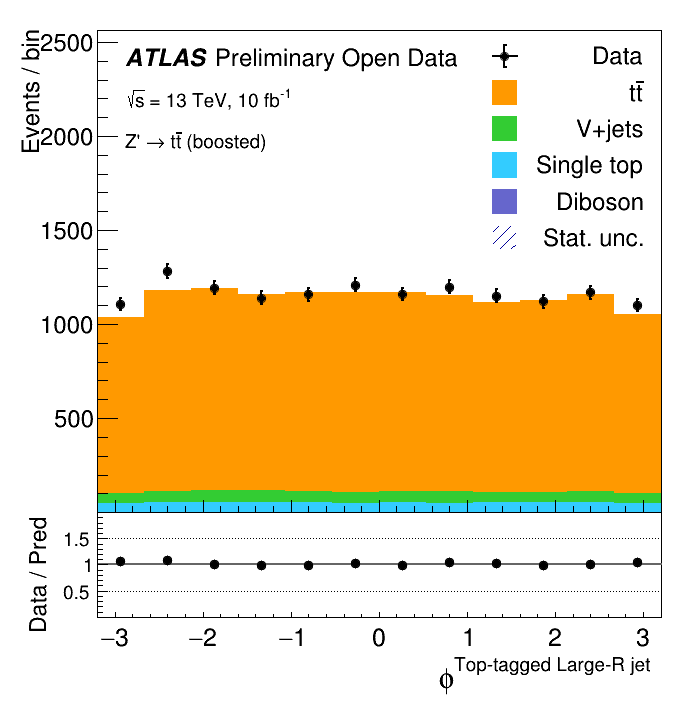 Events / bin
2500
2000
1500
1000
500
ATLAS Preliminary Open Data
√s = 13 TeV, 10 fb⁻¹
Z' → tt̄ (boosted)
Data
tt̄
V+jets
Single top
Diboson
Stat. unc.
Data / Pred
1.5
1
0.5
−3 −2 −1 0 1 2 3
ϕ^Top-tagged Large-R jet